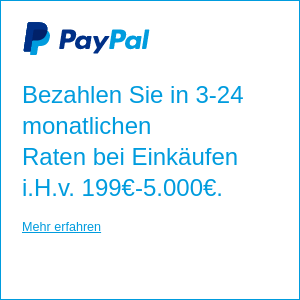 PayPal
Bezahlen Sie in 3-24
monatlichen
Raten bei Einkäufen
i.H.v. 199€-5.000€.
Mehr erfahren